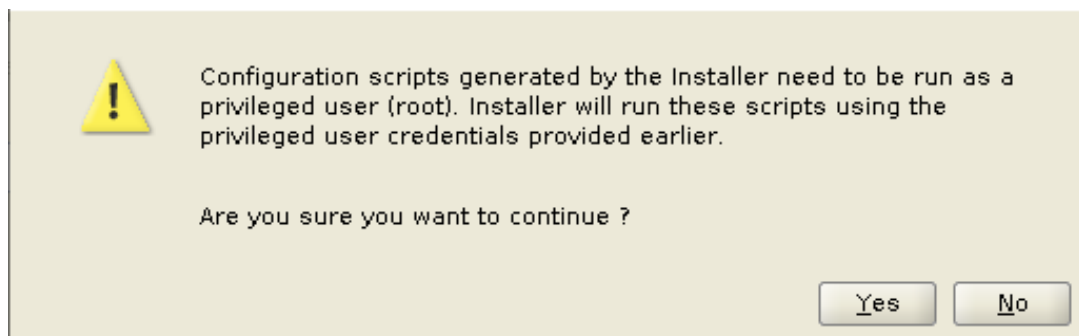 Configuration scripts generated by the Installer need to be run as a
privileged user (root). Installer will run these scripts using the
privileged user credentials provided earlier.
Are you sure you want to continue ?
Yes No